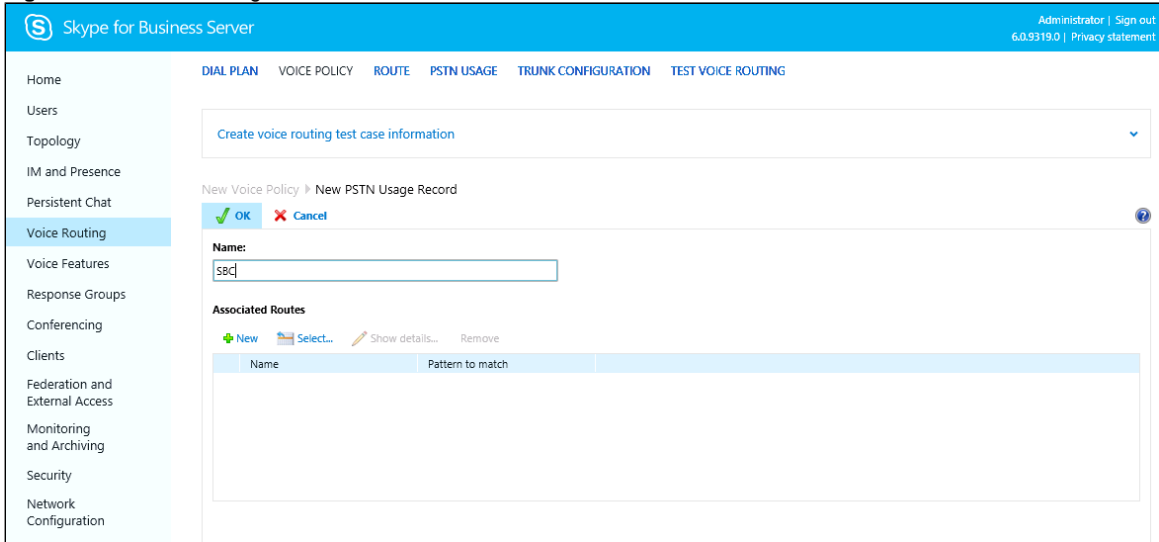 Skype for Business Server
Administrator | Sign out
6.0.9319.0 | Privacy statement
Home
Users
Topology
IM and Presence
Persistent Chat
Voice Routing
Voice Features
Response Groups
Conferencing
Clients
Federation and
External Access
Monitoring
and Archiving
Security
Network
Configuration
DIAL PLAN VOICE POLICY ROUTE PSTN USAGE TRUNK CONFIGURATION TEST VOICE ROUTING
Create voice routing test case information
New Voice Policy New PSTN Usage Record
OK Cancel
Name:
SBC
Associated Routes
New Select... Show details... Remove
Name Pattern to match